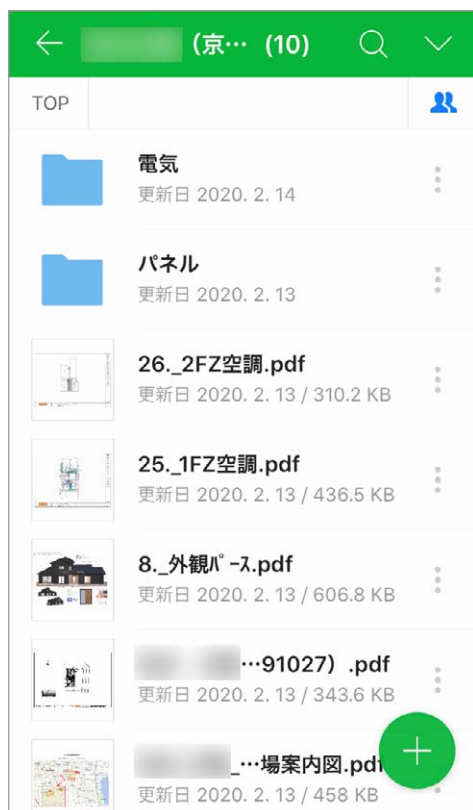 (京… (10)
TOP
電気
更新日 2020. 2. 14
パネル
更新日 2020. 2. 13
26._2FZ空調.pdf
更新日 2020. 2. 13 / 310.2 KB
25._1FZ空調.pdf
更新日 2020. 2. 13 / 436.5 KB
8._外観ﾊﾟｰｽ.pdf
更新日 2020. 2. 13 / 606.8 KB
…91027）.pdf
更新日 2020. 2. 13 / 343.6 KB
_…場案内図.pdf
更新日 2020. 2. 13 / 458 KB